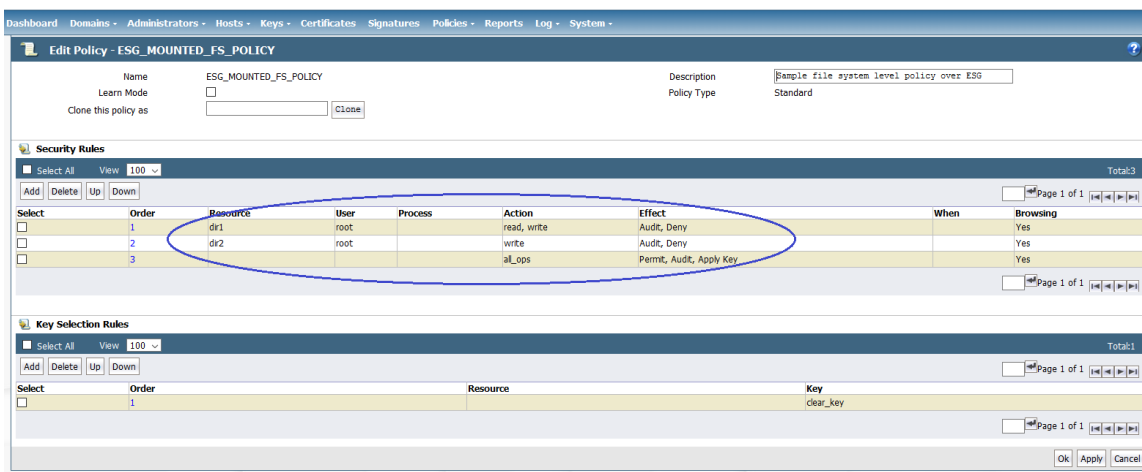 Dashboard Domains - Administrators - Hosts - Keys - Certificates Signatures Policies - Reports Log - System -
Edit Policy - ESG_MOUNTED_FS_POLICY ?
Name ESG_MOUNTED_FS_POLICY Description Sample file system level policy over ESG
Learn Mode Policy Type Standard
Clone this policy as Clone
Security Rules
Select All View 100 Total:3
Add Delete Up Down Page 1 of 1
Select Order Resource User Process Action Effect When Browsing
1 dir1 root read, write Audit, Deny Yes
2 dir2 root write Audit, Deny Yes
3 all_ops Permit, Audit, Apply Key Yes
Page 1 of 1
Key Selection Rules
Select All View 100 Total:1
Add Delete Up Down Page 1 of 1
Select Order Resource Key
1 clear_key
Page 1 of 1
Ok Apply Cancel